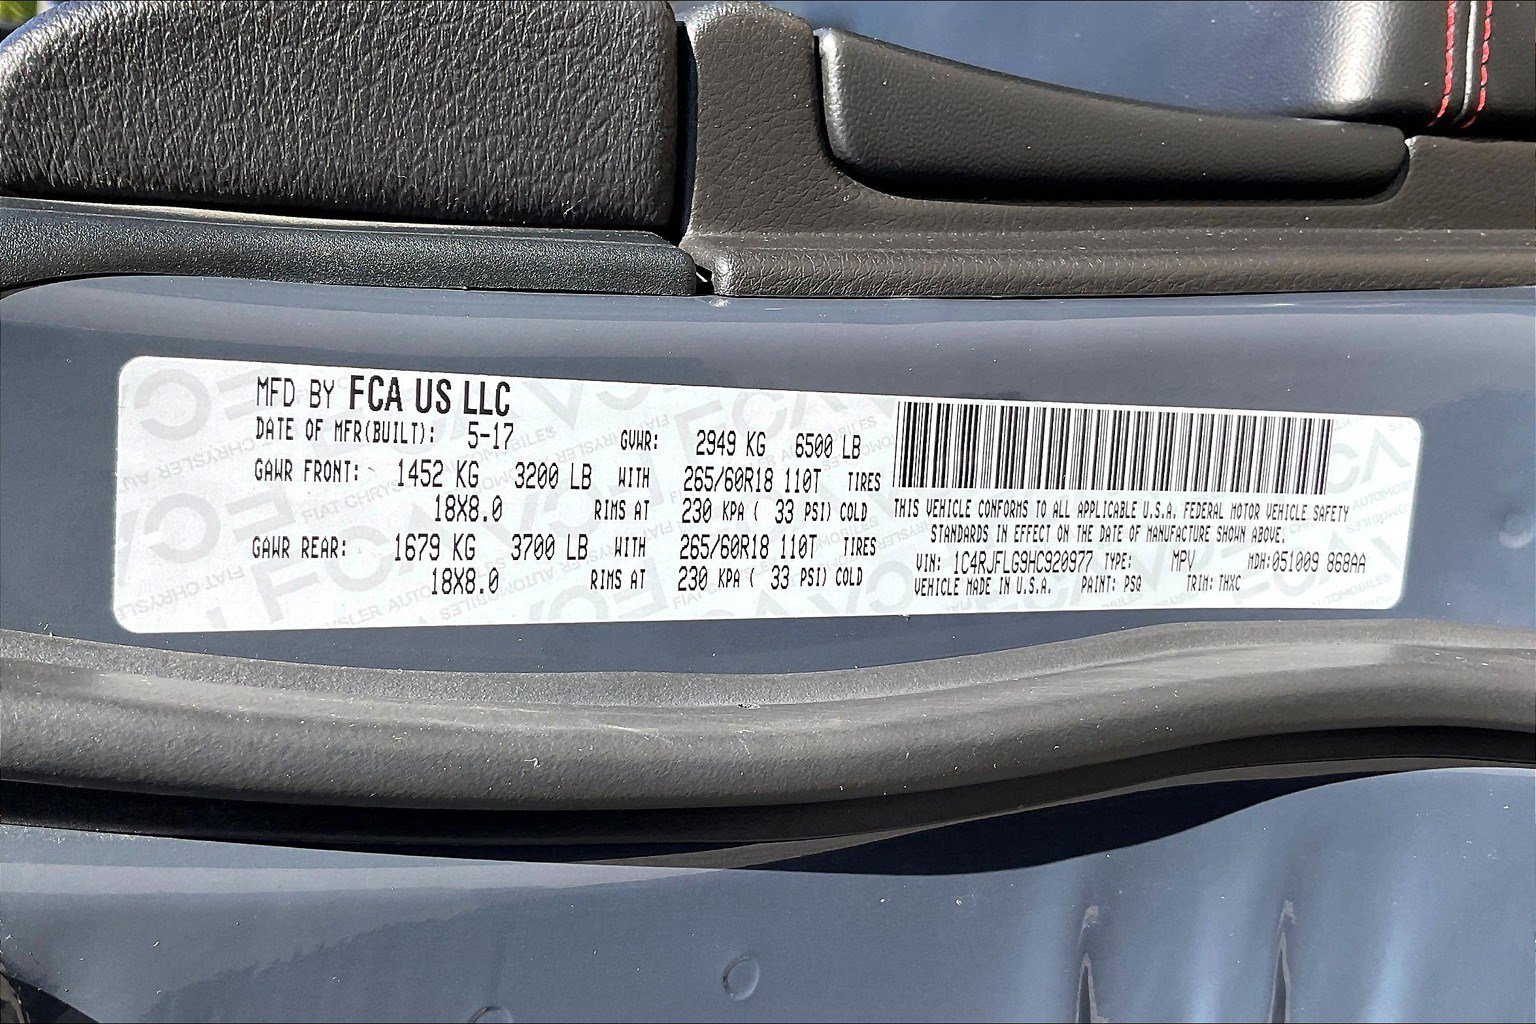 MFD BY FCA US LLC
DATE OF MFR(BUILT): 5-17 GVWR: 2949 KG 6500 LB
GAWR FRONT: 1452 KG 3200 LB WITH 265/60R18 110T TIRES
18X8.0 RIMS AT 230 KPA ( 33 PSI) COLD
GAWR REAR: 1679 KG 3700 LB WITH 265/60R18 110T TIRES
18X8.0 RIMS AT 230 KPA ( 33 PSI) COLD
THIS VEHICLE CONFORMS TO ALL APPLICABLE U.S.A. FEDERAL MOTOR VEHICLE SAFETY
STANDARDS IN EFFECT ON THE DATE OF MANUFACTURE SHOWN ABOVE.
VIN: 1C4RJFLG9HC920977 TYPE: MPV MDH:051009 868AA
VEHICLE MADE IN U.S.A. PAINT: PSQ TRIM: THXC